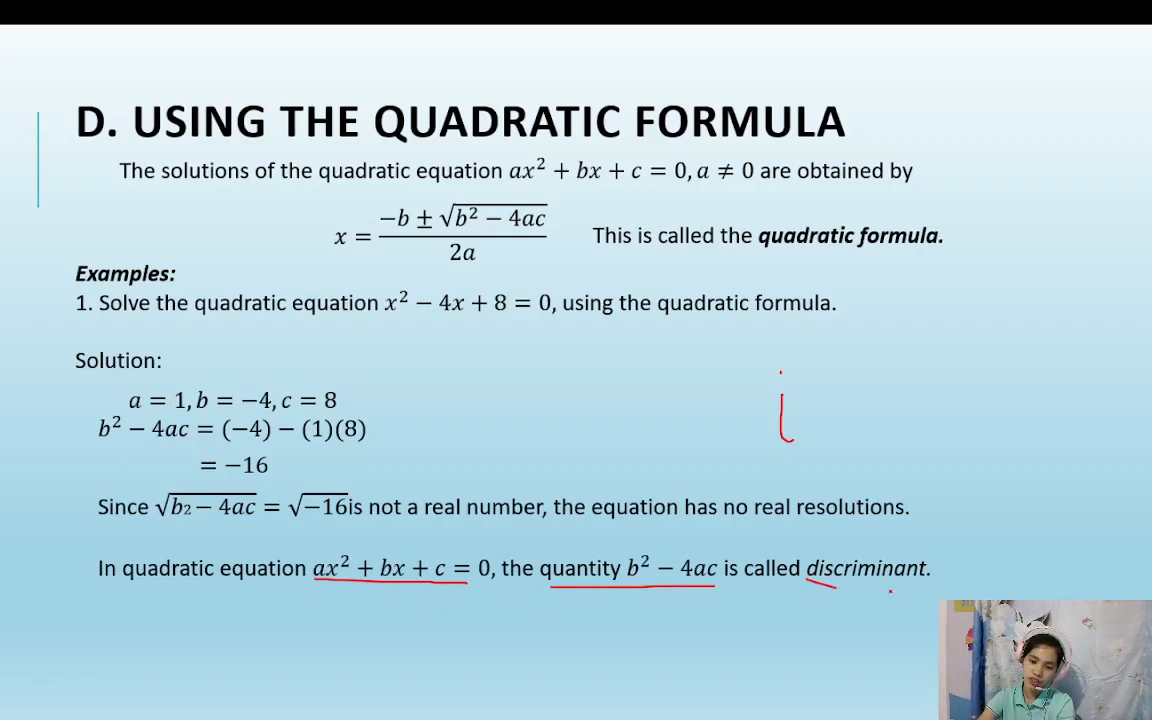 D. USING THE QUADRATIC FORMULA
The solutions of the quadratic equation 𝑎𝑥² + 𝑏𝑥 + 𝑐 = 0, 𝑎 ≠ 0 are obtained by
𝑥 = (−𝑏 ± √(𝑏² − 4𝑎𝑐)) / 2𝑎 This is called the quadratic formula.
Examples:
1. Solve the quadratic equation 𝑥² − 4𝑥 + 8 = 0, using the quadratic formula.
Solution:
𝑎 = 1, 𝑏 = −4, 𝑐 = 8
𝑏² − 4𝑎𝑐 = (−4) − (1)(8)
= −16
Since √(𝑏₂ − 4𝑎𝑐) = √(−16) is not a real number, the equation has no real resolutions.
In quadratic equation 𝑎𝑥² + 𝑏𝑥 + 𝑐 = 0, the quantity 𝑏² − 4𝑎𝑐 is called discriminant.
i